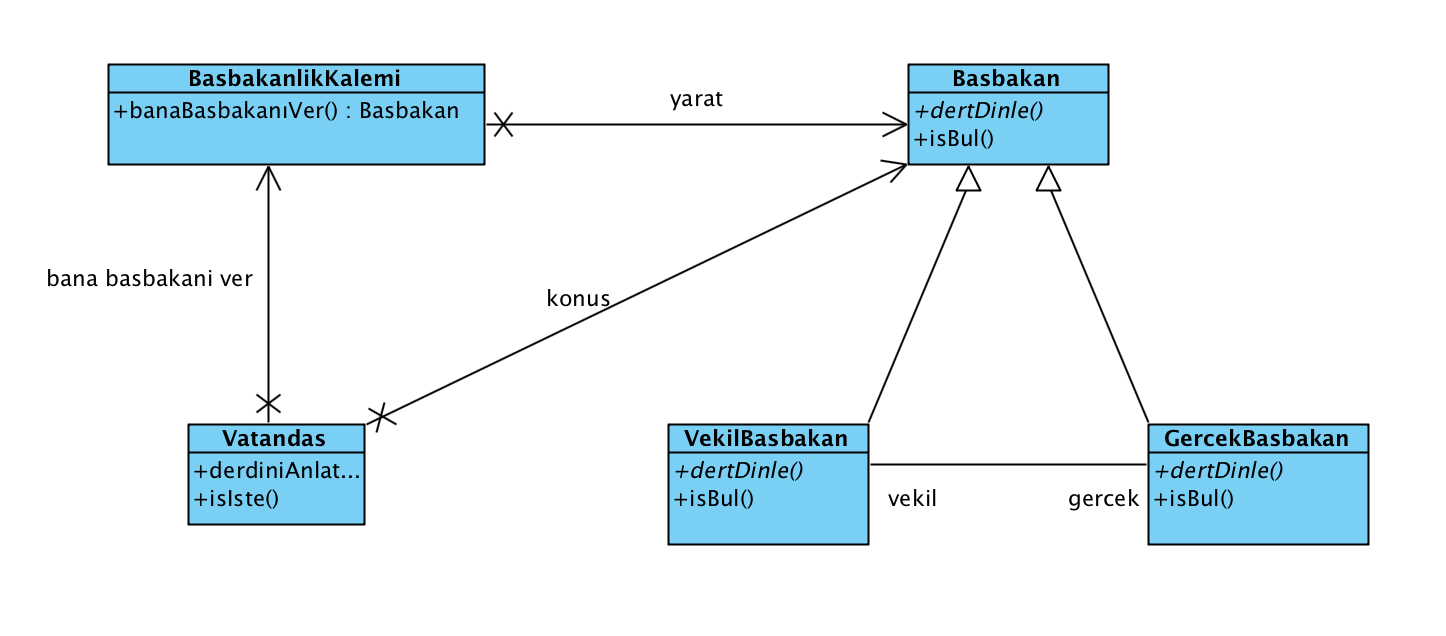 BasbakanlikKalemi
+banaBasbakanıVer() : Basbakan
yarat
Basbakan
+dertDinle()
+isBul()
bana basbakani ver
konus
Vatandas
+derdiniAnlat...
+isIste()
VekilBasbakan
+dertDinle()
+isBul()
vekil
gercek
GercekBasbakan
+dertDinle()
+isBul()